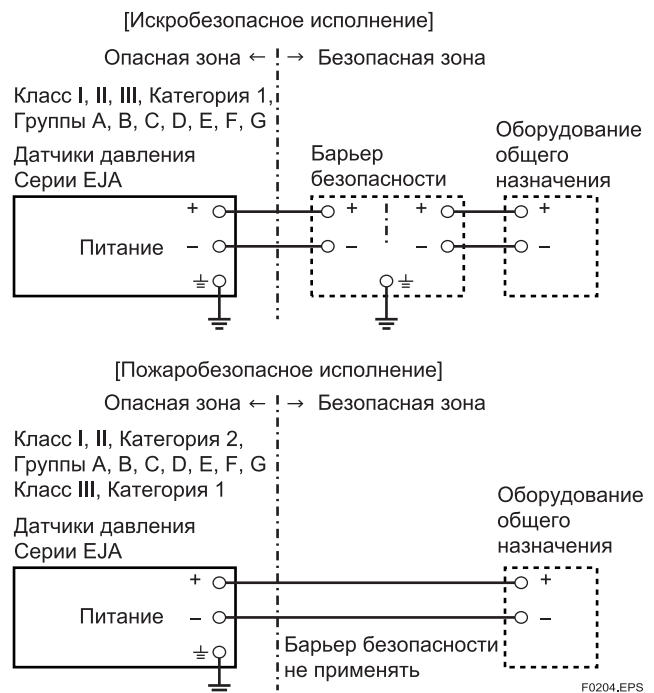 [Искробезопасное исполнение]
Опасная зона ← → Безопасная зона
Класс I, II, III, Категория 1,
Группы A, B, C, D, E, F, G
Датчики давления
Серии EJA
Барьер
безопасности
Оборудование
общего
назначения
+ + + +
Питание – – – –
[Пожаробезопасное исполнение]
Опасная зона ← → Безопасная зона
Класс I, II, Категория 2,
Группы A, B, C, D, E, F, G
Класс III, Категория 1
Датчики давления
Серии EJA
Оборудование
общего
назначения
+ +
Питание – –
Барьер безопасности
не применять
F0204.EPS